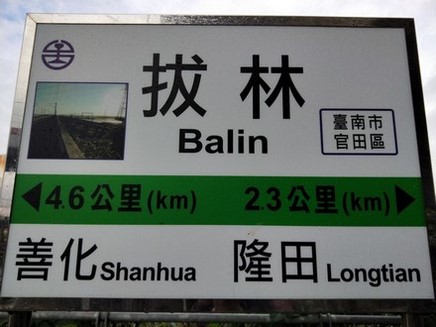 拔林
Balin
臺南市
官田區
4.6公里(km) 2.3公里(km)
善化Shanhua 隆田Longtian